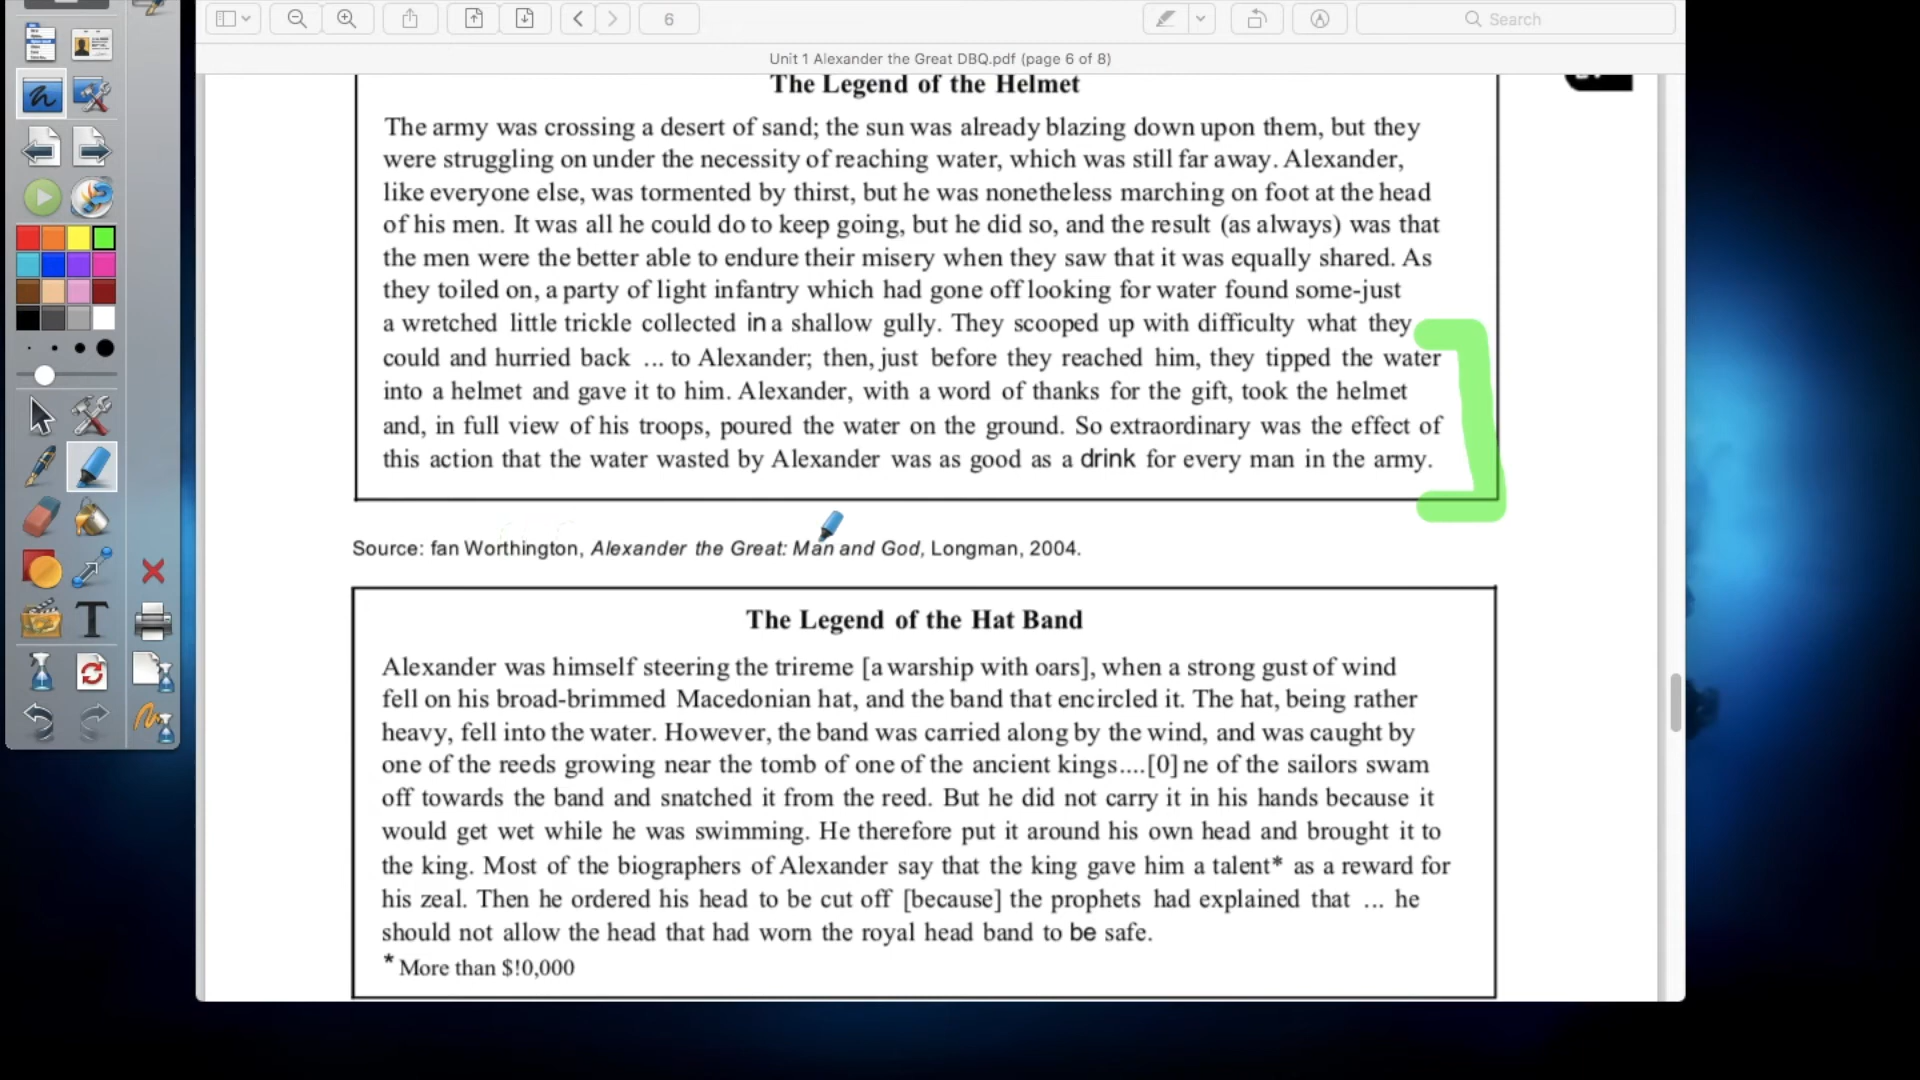 6
Search
Unit 1 Alexander the Great DBQ.pdf (page 6 of 8)
The Legend of the Helmet
The army was crossing a desert of sand; the sun was already blazing down upon them, but they
were struggling on under the necessity of reaching water, which was still far away. Alexander,
like everyone else, was tormented by thirst, but he was nonetheless marching on foot at the head
of his men. It was all he could do to keep going, but he did so, and the result (as always) was that
the men were the better able to endure their misery when they saw that it was equally shared. As
they toiled on, a party of light infantry which had gone off looking for water found some-just
a wretched little trickle collected in a shallow gully. They scooped up with difficulty what they
could and hurried back ... to Alexander; then, just before they reached him, they tipped the water
into a helmet and gave it to him. Alexander, with a word of thanks for the gift, took the helmet
and, in full view of his troops, poured the water on the ground. So extraordinary was the effect of
this action that the water wasted by Alexander was as good as a drink for every man in the army.
Source: fan Worthington, Alexander the Great: Man and God, Longman, 2004.
The Legend of the Hat Band
Alexander was himself steering the trireme [a warship with oars], when a strong gust of wind
fell on his broad-brimmed Macedonian hat, and the band that encircled it. The hat, being rather
heavy, fell into the water. However, the band was carried along by the wind, and was caught by
one of the reeds growing near the tomb of one of the ancient kings....[0] ne of the sailors swam
off towards the band and snatched it from the reed. But he did not carry it in his hands because it
would get wet while he was swimming. He therefore put it around his own head and brought it to
the king. Most of the biographers of Alexander say that the king gave him a talent* as a reward for
his zeal. Then he ordered his head to be cut off [because] the prophets had explained that ... he
should not allow the head that had worn the royal head band to be safe.
* More than $!0,000